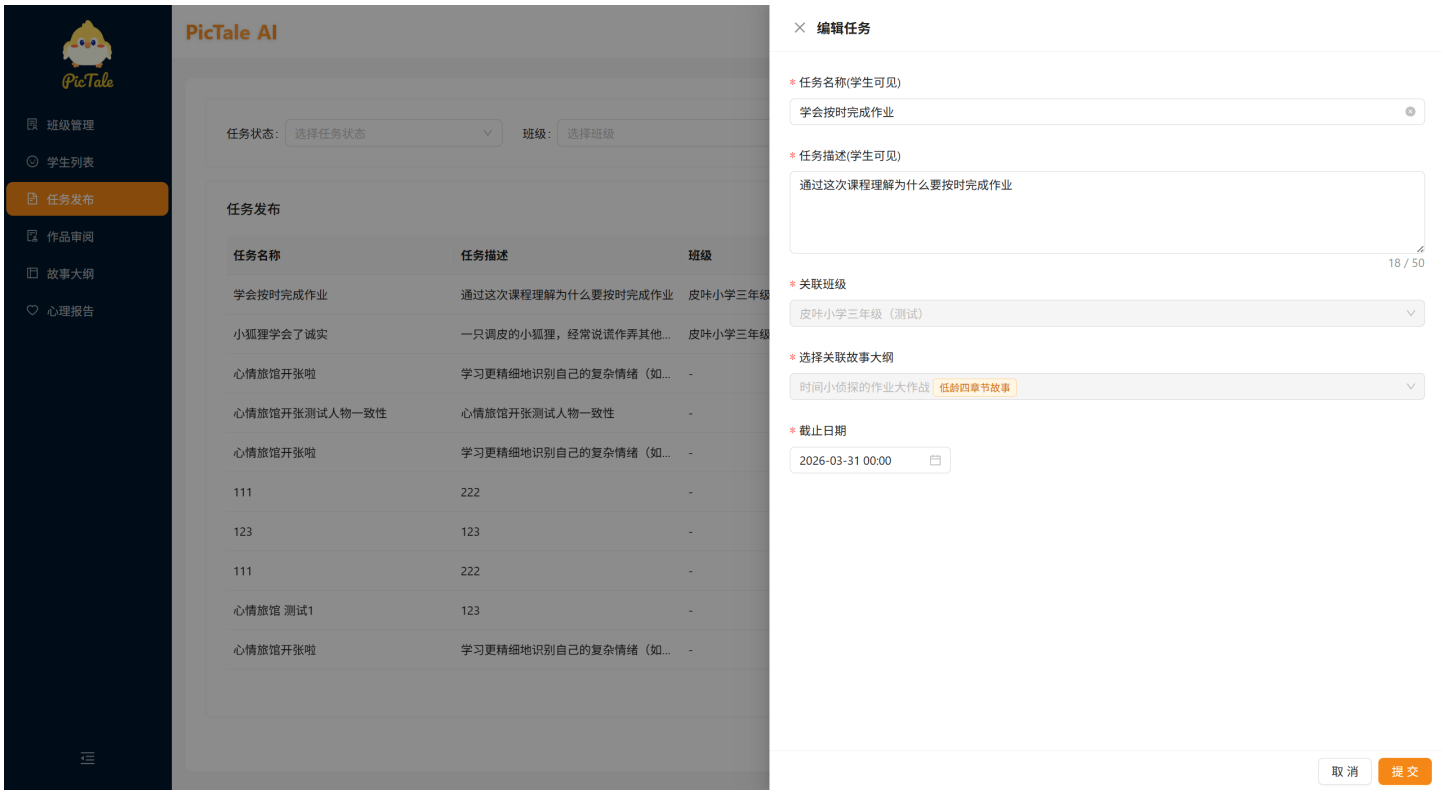 PicTale
班级管理
学生列表
任务发布
作品审阅
故事大纲
心理报告
PicTale AI
任务状态: 选择任务状态 班级: 选择班级
任务发布
任务名称 任务描述 班级
学会按时完成作业 通过这次课程理解为什么要按时完成作业 皮咔小学三年级
小狐狸学会了诚实 一只调皮的小狐狸，经常说谎作弄其他... 皮咔小学三年级
心情旅馆开张啦 学习更精细地识别自己的复杂情绪（如... -
心情旅馆开张测试人物一致性 心情旅馆开张测试人物一致性 -
心情旅馆开张啦 学习更精细地识别自己的复杂情绪（如... -
111 222 -
123 123 -
111 222 -
心情旅馆 测试1 123 -
心情旅馆开张啦 学习更精细地识别自己的复杂情绪（如... -
编辑任务
* 任务名称(学生可见)
学会按时完成作业
* 任务描述(学生可见)
通过这次课程理解为什么要按时完成作业
18 / 50
* 关联班级
皮咔小学三年级（测试）
* 选择关联故事大纲
时间小侦探的作业大作战 低龄四章节故事
* 截止日期
2026-03-31 00:00
取 消 提 交